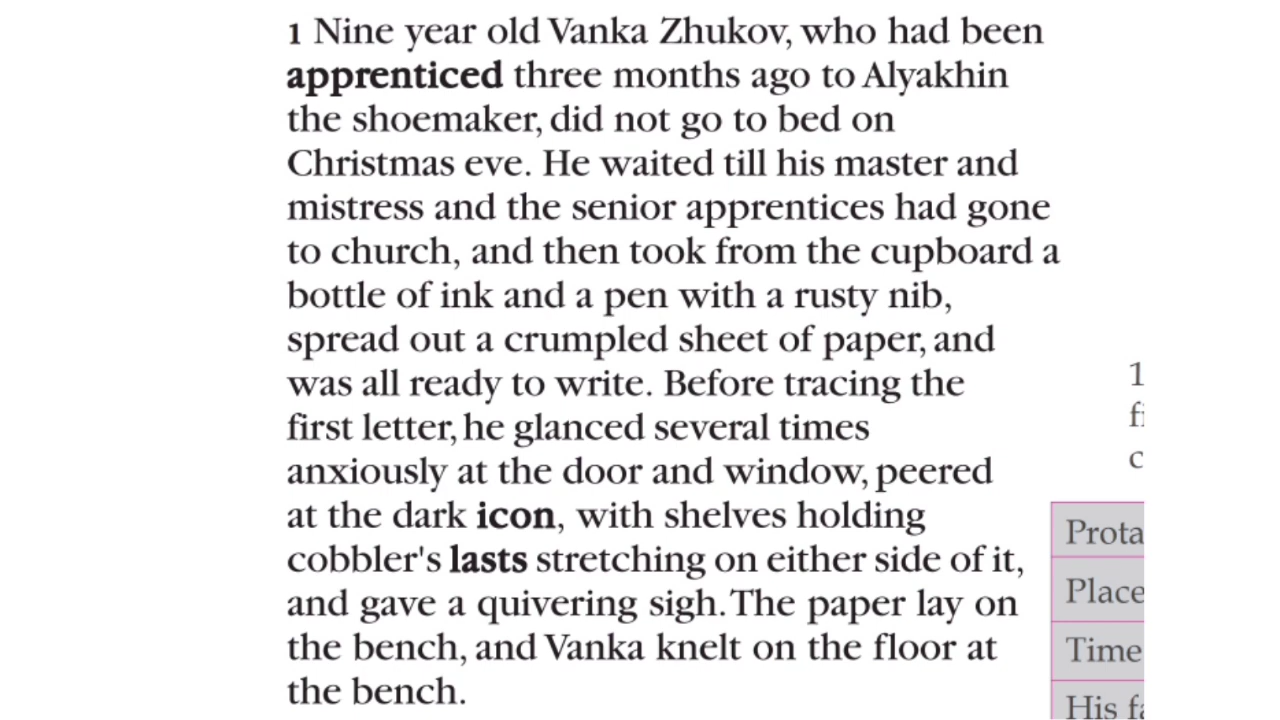 1 Nine year old Vanka Zhukov, who had been
apprenticed three months ago to Alyakhin
the shoemaker, did not go to bed on
Christmas eve. He waited till his master and
mistress and the senior apprentices had gone
to church, and then took from the cupboard a
bottle of ink and a pen with a rusty nib,
spread out a crumpled sheet of paper, and
was all ready to write. Before tracing the
first letter, he glanced several times
anxiously at the door and window, peered
at the dark icon, with shelves holding
cobbler's lasts stretching on either side of it,
and gave a quivering sigh. The paper lay on
the bench, and Vanka knelt on the floor at
the bench.
1
fi
c
Prota
Place
Time
His fa